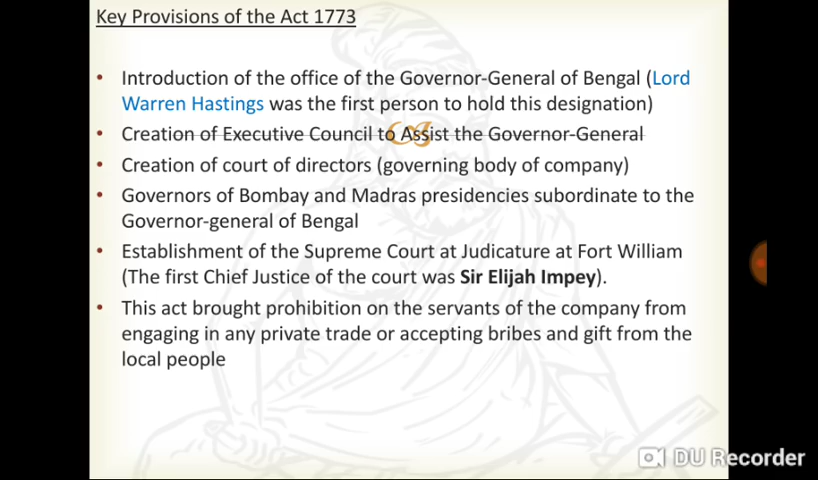 Key Provisions of the Act 1773
• Introduction of the office of the Governor-General of Bengal (Lord
Warren Hastings was the first person to hold this designation)
• Creation of Executive Council to Assist the Governor-General
• Creation of court of directors (governing body of company)
• Governors of Bombay and Madras presidencies subordinate to the
Governor-general of Bengal
• Establishment of the Supreme Court at Judicature at Fort William
(The first Chief Justice of the court was Sir Elijah Impey).
• This act brought prohibition on the servants of the company from
engaging in any private trade or accepting bribes and gift from the
local people
DU Recorder